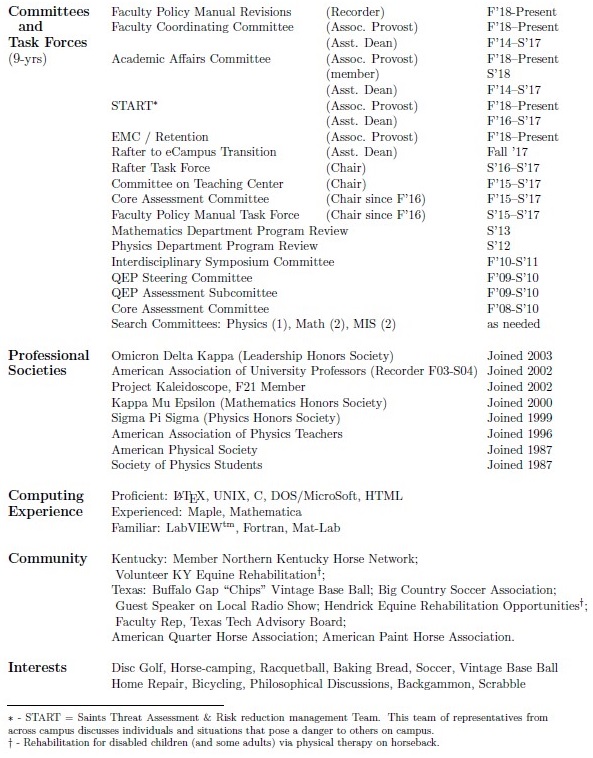 Committees Faculty Policy Manual Revisions (Recorder) F'18-Present
and Faculty Coordinating Committee (Assoc. Provost) F'18–Present
Task Forces (Asst. Dean) F'14–S'17
(9-yrs) Academic Affairs Committee (Assoc. Provost) F'18–Present
(member) S'18
(Asst. Dean) F'14–S'17
START* (Assoc. Provost) F'18–Present
(Asst. Dean) F'16–S'17
EMC / Retention (Assoc. Provost) F'18–Present
Rafter to eCampus Transition (Asst. Dean) Fall '17
Rafter Task Force (Chair) S'16–S'17
Committee on Teaching Center (Chair) F'15–S'17
Core Assessment Committee (Chair since F'16) F'15–S'17
Faculty Policy Manual Task Force (Chair since F'16) S'15–S'17
Mathematics Department Program Review S'13
Physics Department Program Review S'12
Interdisciplinary Symposium Committee F'10-S'11
QEP Steering Committee F'09-S'10
QEP Assessment Subcomittee F'09-S'10
Core Assessment Committee F'08-S'10
Search Committees: Physics (1), Math (2), MIS (2) as needed
Professional Omicron Delta Kappa (Leadership Honors Society) Joined 2003
Societies American Association of University Professors (Recorder F03-S04) Joined 2002
Project Kaleidoscope, F21 Member Joined 2002
Kappa Mu Epsilon (Mathematics Honors Society) Joined 2000
Sigma Pi Sigma (Physics Honors Society) Joined 1999
American Association of Physics Teachers Joined 1996
American Physical Society Joined 1987
Society of Physics Students Joined 1987
Computing Proficient: LATEX, UNIX, C, DOS/MicroSoft, HTML
Experience Experienced: Maple, Mathematica
Familiar: LabVIEWtm, Fortran, Mat-Lab
Community Kentucky: Member Northern Kentucky Horse Network;
Volunteer KY Equine Rehabilitation†;
Texas: Buffalo Gap “Chips” Vintage Base Ball; Big Country Soccer Association;
Guest Speaker on Local Radio Show; Hendrick Equine Rehabilitation Opportunities†;
Faculty Rep, Texas Tech Advisory Board;
American Quarter Horse Association; American Paint Horse Association.
Interests Disc Golf, Horse-camping, Racquetball, Baking Bread, Soccer, Vintage Base Ball
Home Repair, Bicycling, Philosophical Discussions, Backgammon, Scrabble
* - START = Saints Threat Assessment & Risk reduction management Team. This team of representatives from
across campus discusses individuals and situations that pose a danger to others on campus.
† - Rehabilitation for disabled children (and some adults) via physical therapy on horseback.